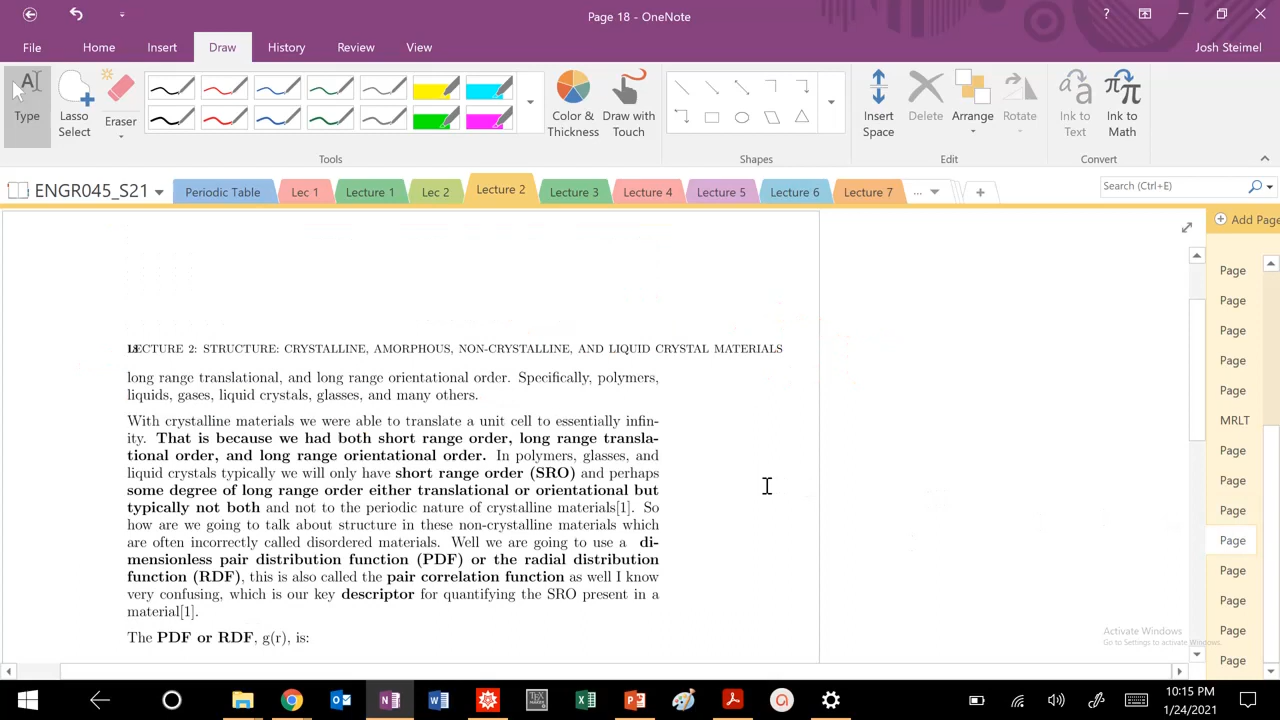 Page 18 - OneNote
?
File
Home
Insert
Draw
History
Review
View
Josh Steimel
Type
Lasso Select
Eraser
Color & Thickness
Draw with Touch
Insert Space
Delete
Arrange
Rotate
Ink to Text
Ink to Math
Tools
Shapes
Edit
Convert
ENGR045_S21
Periodic Table
Lec 1
Lecture 1
Lec 2
Lecture 2
Lecture 3
Lecture 4
Lecture 5
Lecture 6
Lecture 7
...
Search (Ctrl+E)
Add Page
Page
Page
Page
Page
Page
MRLT
Page
Page
Page
Page
Page
Page
Page
Page
LECTURE 2: STRUCTURE: CRYSTALLINE, AMORPHOUS, NON-CRYSTALLINE, AND LIQUID CRYSTAL MATERIALS
long range translational, and long range orientational order. Specifically, polymers,
liquids, gases, liquid crystals, glasses, and many others.
With crystalline materials we were able to translate a unit cell to essentially infin-
ity. That is because we had both short range order, long range transla-
tional order, and long range orientational order. In polymers, glasses, and
liquid crystals typically we will only have short range order (SRO) and perhaps
some degree of long range order either translational or orientational but
typically not both and not to the periodic nature of crystalline materials[1]. So
how are we going to talk about structure in these non-crystalline materials which
are often incorrectly called disordered materials. Well we are going to use a di-
mensionless pair distribution function (PDF) or the radial distribution
function (RDF), this is also called the pair correlation function as well I know
very confusing, which is our key descriptor for quantifying the SRO present in a
material[1].
The PDF or RDF, g(r), is:
Activate Windows
Go to Settings to activate Windows.
10:15 PM
1/24/2021